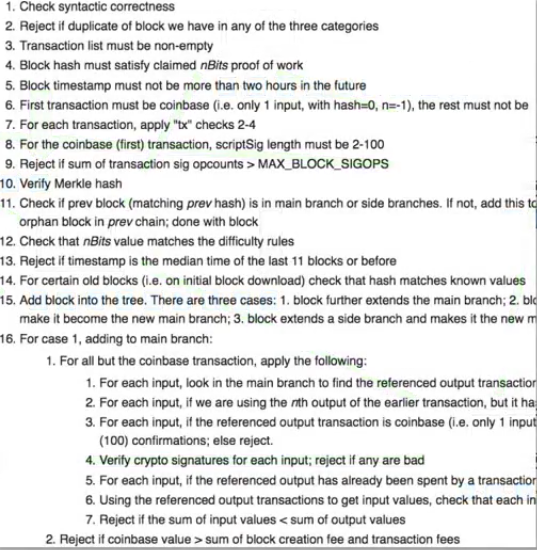 1. Check syntactic correctness
2. Reject if duplicate of block we have in any of the three categories
3. Transaction list must be non-empty
4. Block hash must satisfy claimed nBits proof of work
5. Block timestamp must not be more than two hours in the future
6. First transaction must be coinbase (i.e. only 1 input, with hash=0, n=-1), the rest must not be
7. For each transaction, apply "tx" checks 2-4
8. For the coinbase (first) transaction, scriptSig length must be 2-100
9. Reject if sum of transaction sig opcounts > MAX_BLOCK_SIGOPS
10. Verify Merkle hash
11. Check if prev block (matching prev hash) is in main branch or side branches. If not, add this
orphan block in prev chain; done with block
12. Check that nBits value matches the difficulty rules
13. Reject if timestamp is the median time of the last 11 blocks or before
14. For certain old blocks (i.e. on initial block download) check that hash matches known values
15. Add block into the tree. There are three cases: 1. block further extends the main branch; 2.
make it become the new main branch; 3. block extends a side branch and makes it the new
16. For case 1, adding to main branch:
1. For all but the coinbase transaction, apply the following:
1. For each input, look in the main branch to find the referenced output
2. For each input, if we are using the nth output of the earlier transaction, but it
3. For each input, if the referenced output transaction is coinbase (i.e. only 1 input
(100) confirmations; else reject.
4. Verify crypto signatures for each input; reject if any are bad
5. For each input, if the referenced output has already been spent by a
6. Using the referenced output transactions to get input values, check that each
7. Reject if the sum of input values < sum of output values
2. Reject if coinbase value > sum of block creation fee and transaction fees